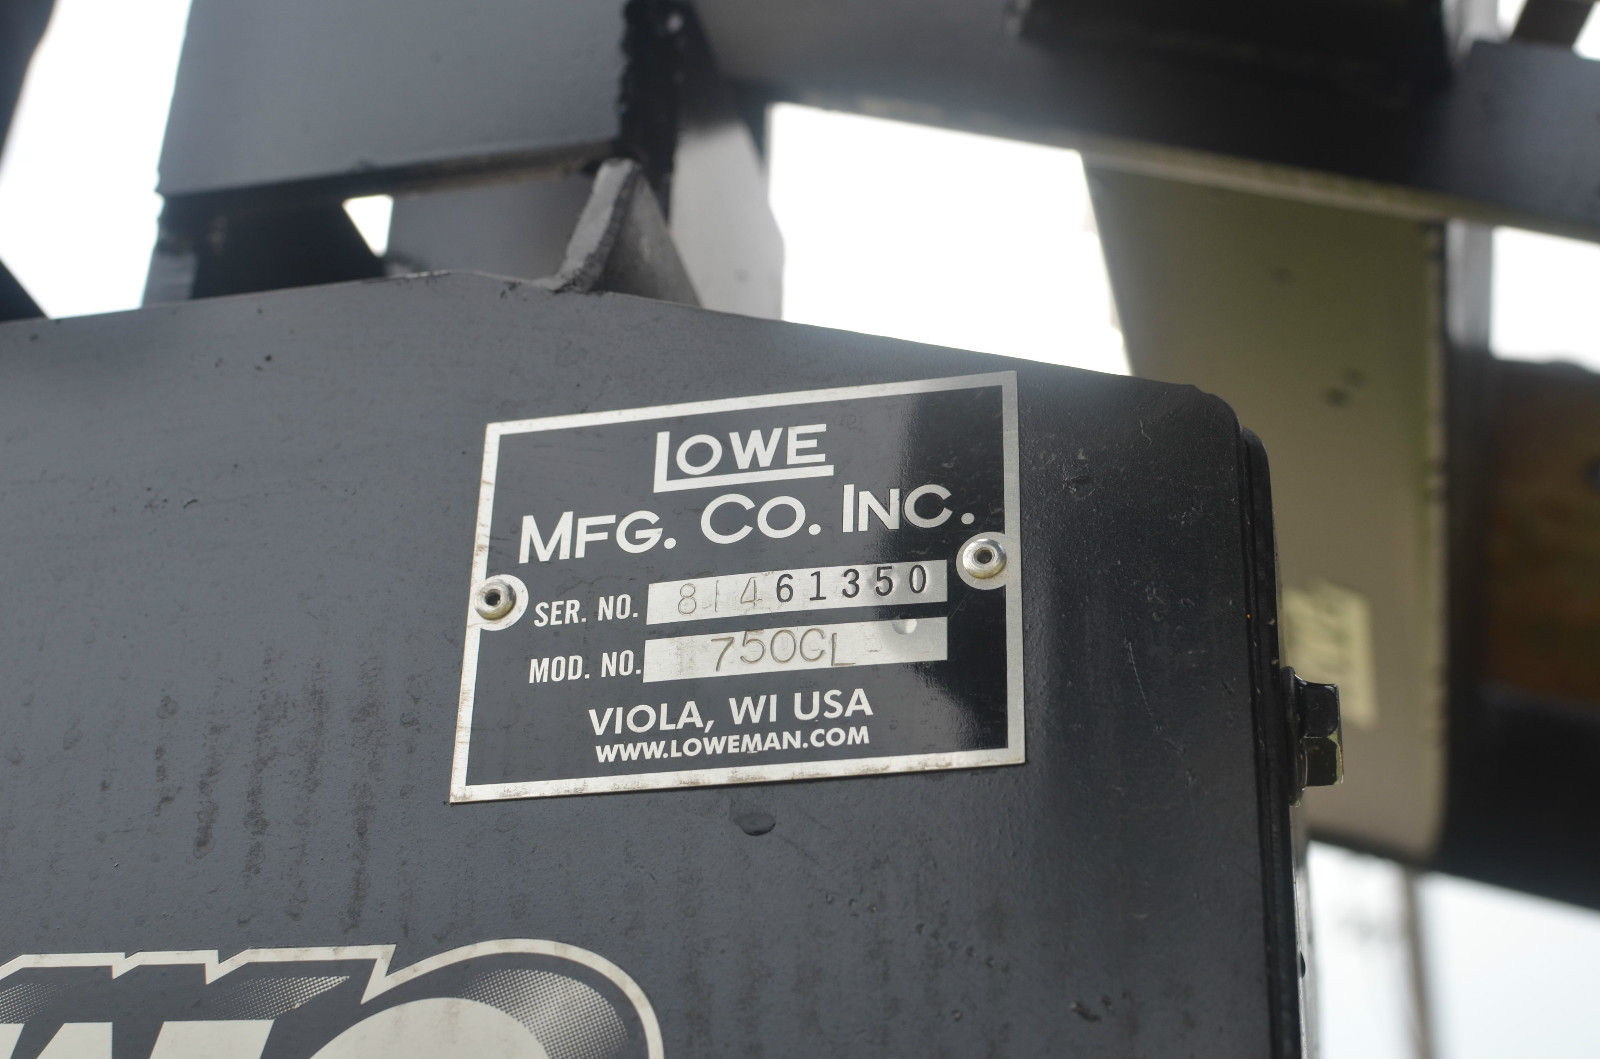 LOWE
MFG. CO. INC.
SER. NO. 81461350
MOD. NO. 750CL
VIOLA, WI USA
WWW.LOWEMAN.COM